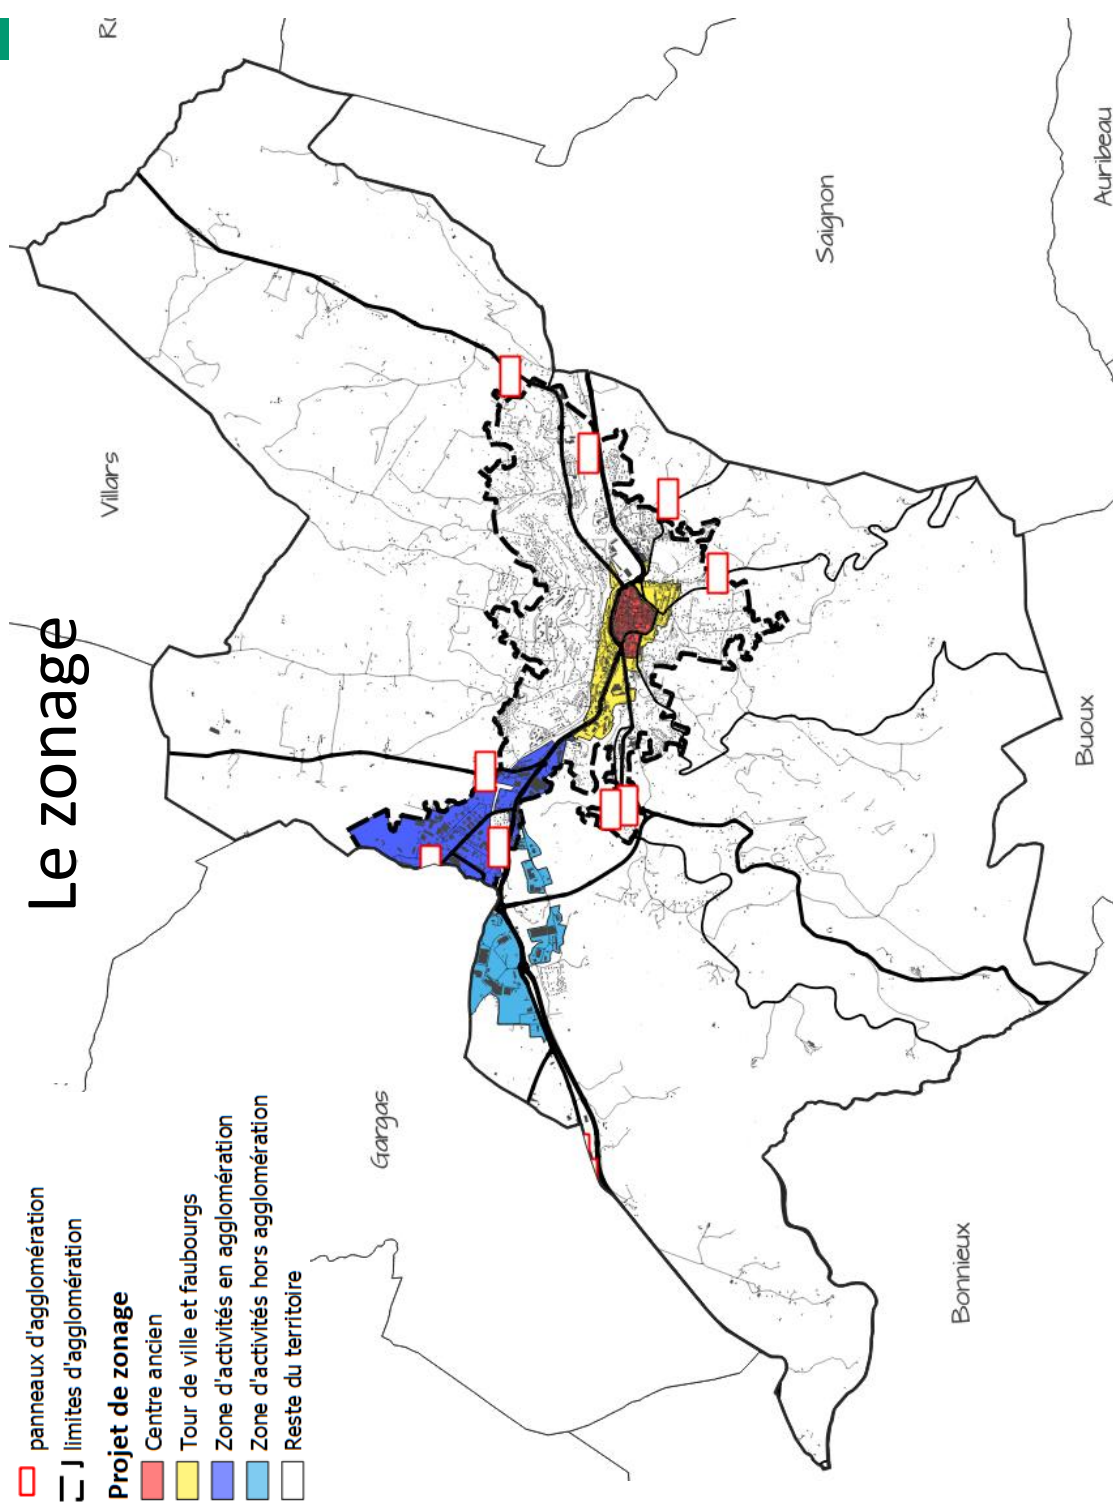 Le zonage
panneaux d'agglomération
limites d'agglomération
Projet de zonage
Centre ancien
Tour de ville et faubourgs
Zone d'activités en agglomération
Zone d'activités hors agglomération
Reste du territoire
Gargas
Villars
Saignon
Auribeau
Buoux
Bonnieux